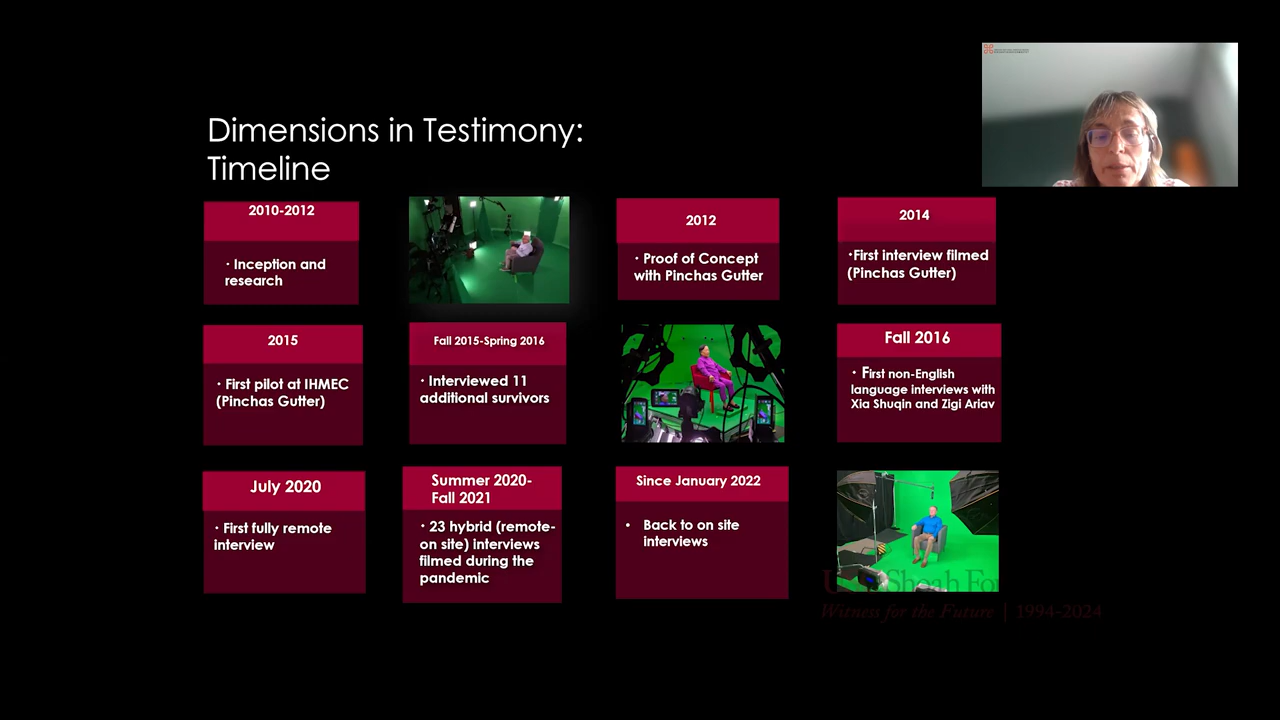 Dimensions in Testimony:
Timeline
2010-2012
· Inception and
research
2012
· Proof of Concept
with Pinchas Gutter
2014
·First interview filmed
(Pinchas Gutter)
2015
· First pilot at IHMEC
(Pinchas Gutter)
Fall 2015-Spring 2016
· Interviewed 11
additional survivors
Fall 2016
· First non-English
language interviews with
Xia Shuqin and Zigi Ariav
July 2020
· First fully remote
interview
Summer 2020-
Fall 2021
· 23 hybrid (remote-
on site) interviews
filmed during the
pandemic
Since January 2022
• Back to on site
interviews
Shoah
Witness for the Future | 1994-2024